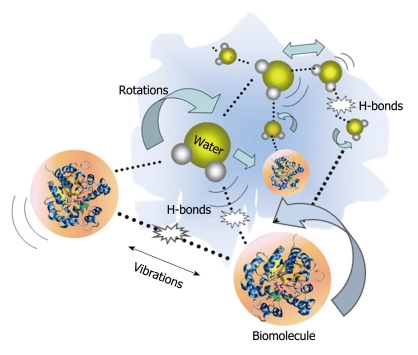 Rotations
H-bonds
Water
H-bonds
Vibrations
Biomolecule